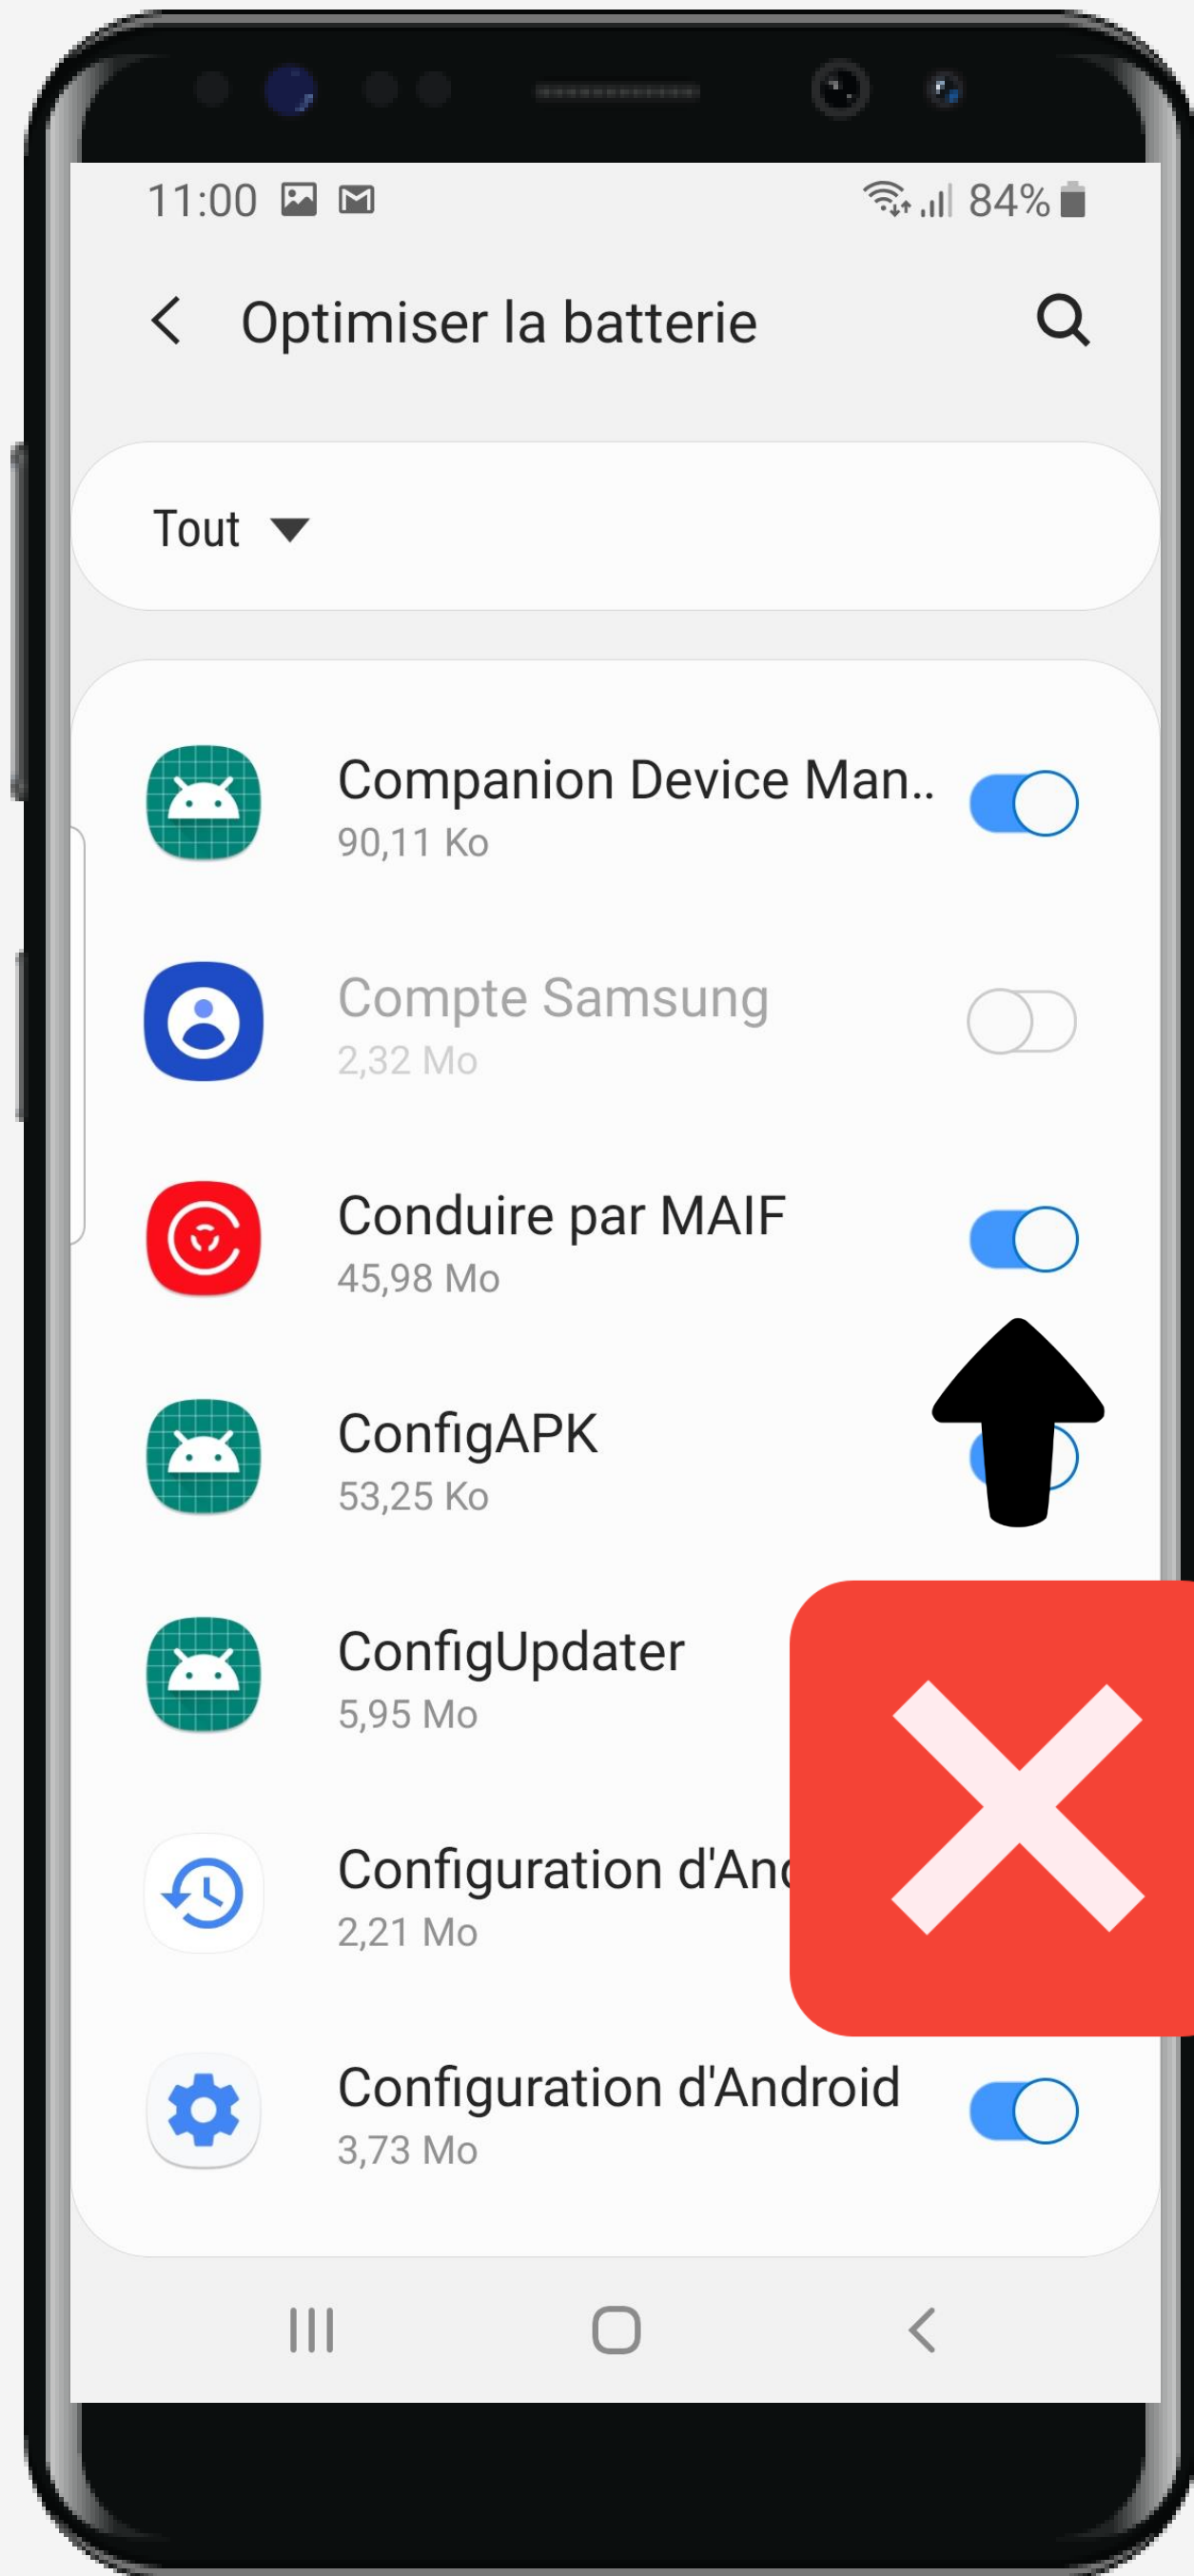 11:00 84%
Optimiser la batterie
Tout
Companion Device Man..
90,11 Ko
Compte Samsung
2,32 Mo
Conduire par MAIF
45,98 Mo
ConfigAPK
53,25 Ko
ConfigUpdater
5,95 Mo
Configuration d'And
2,21 Mo
Configuration d'Android
3,73 Mo